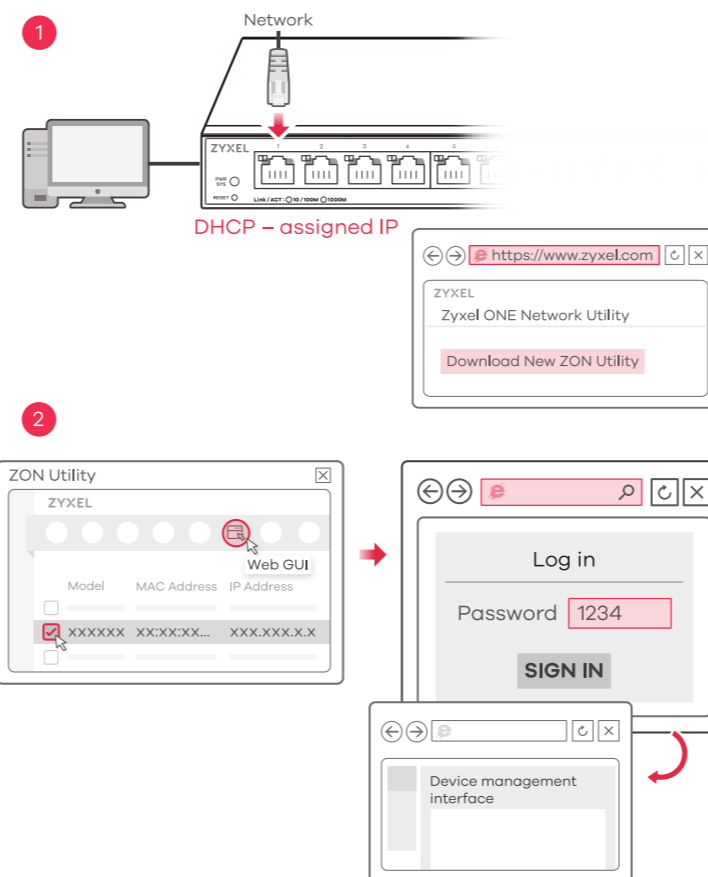 1
Network
ZYXEL
1 2 3 4 5
PWR
SYS
RESET
Link / ACT : 10 / 100M 1000M
DHCP – assigned IP
https://www.zyxel.com
ZYXEL
Zyxel ONE Network Utility
Download New ZON Utility
2
ZON Utility
ZYXEL
Web GUI
Model MAC Address IP Address
XXXXXX XX:XX:XX... XXX.XXX.X.X
Log in
Password 1234
SIGN IN
Device management
interface